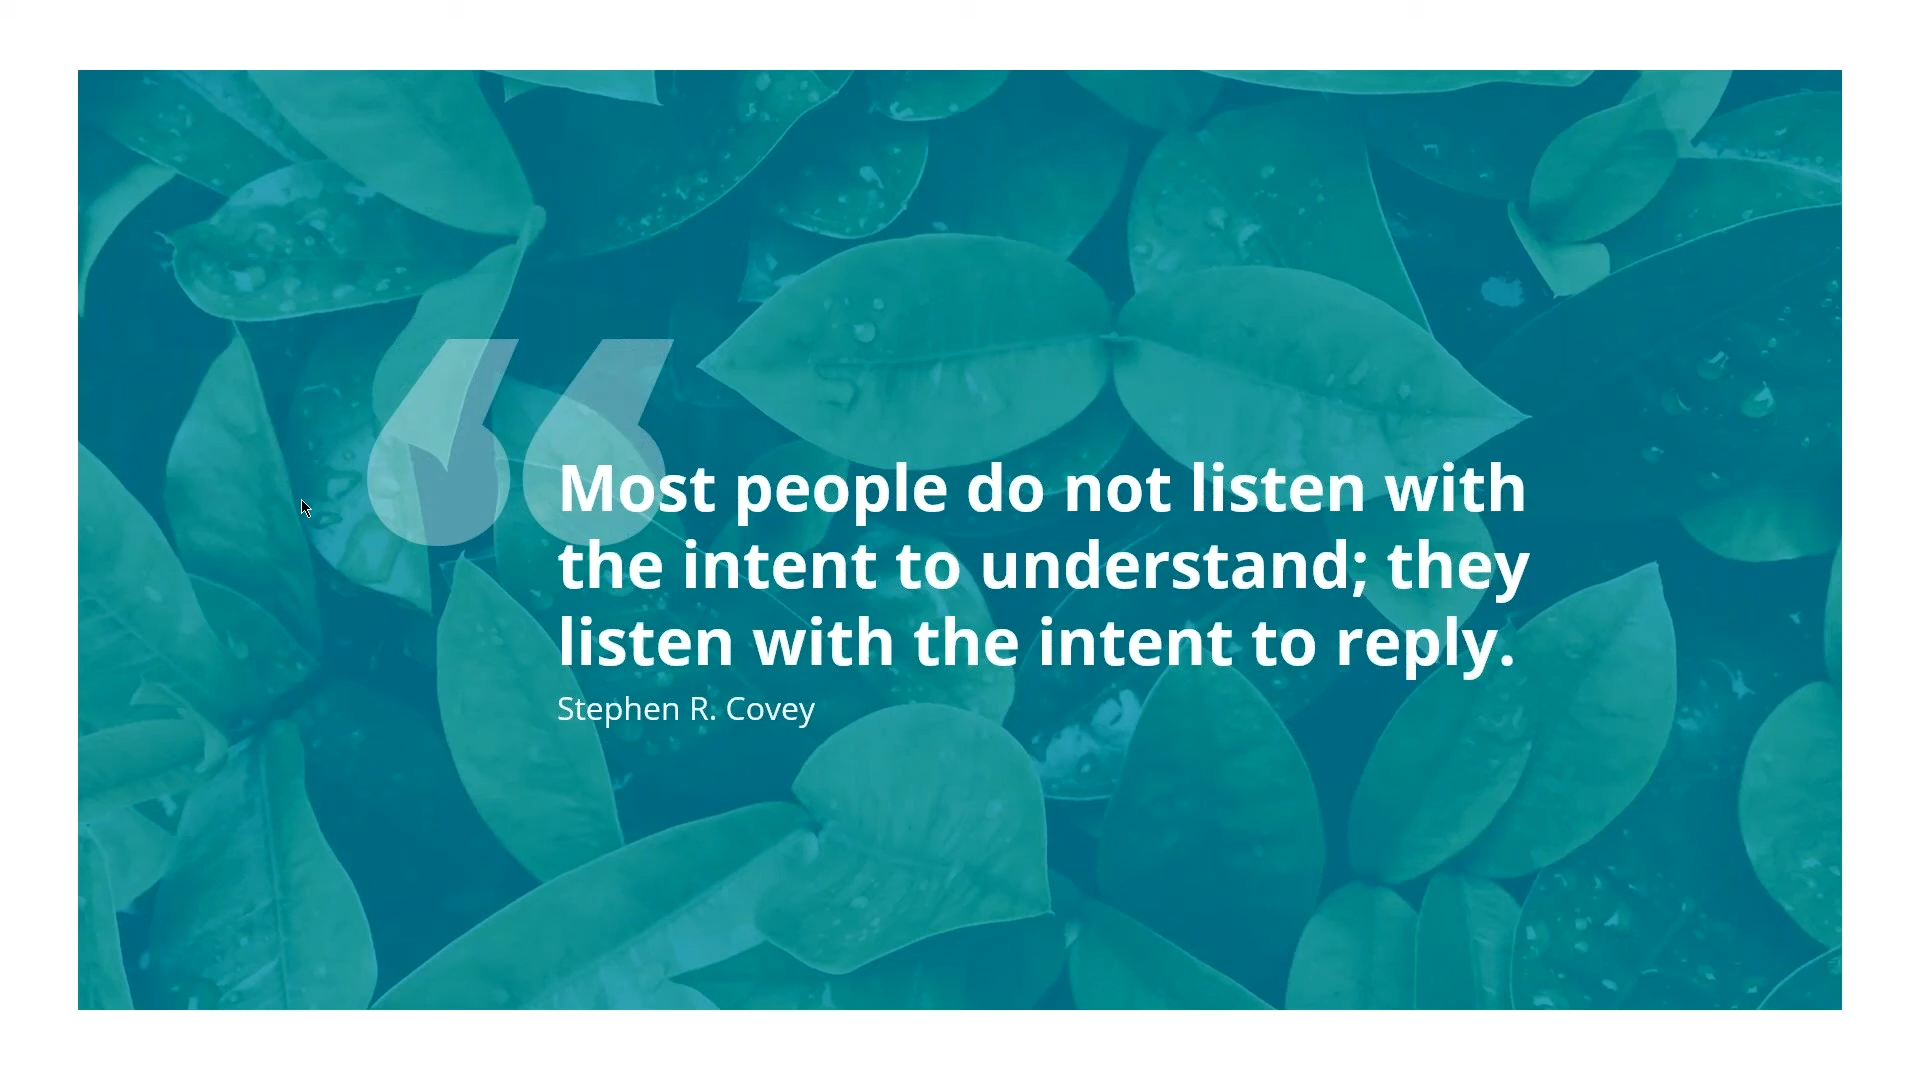 “
Most people do not listen with
the intent to understand; they
listen with the intent to reply.
Stephen R. Covey